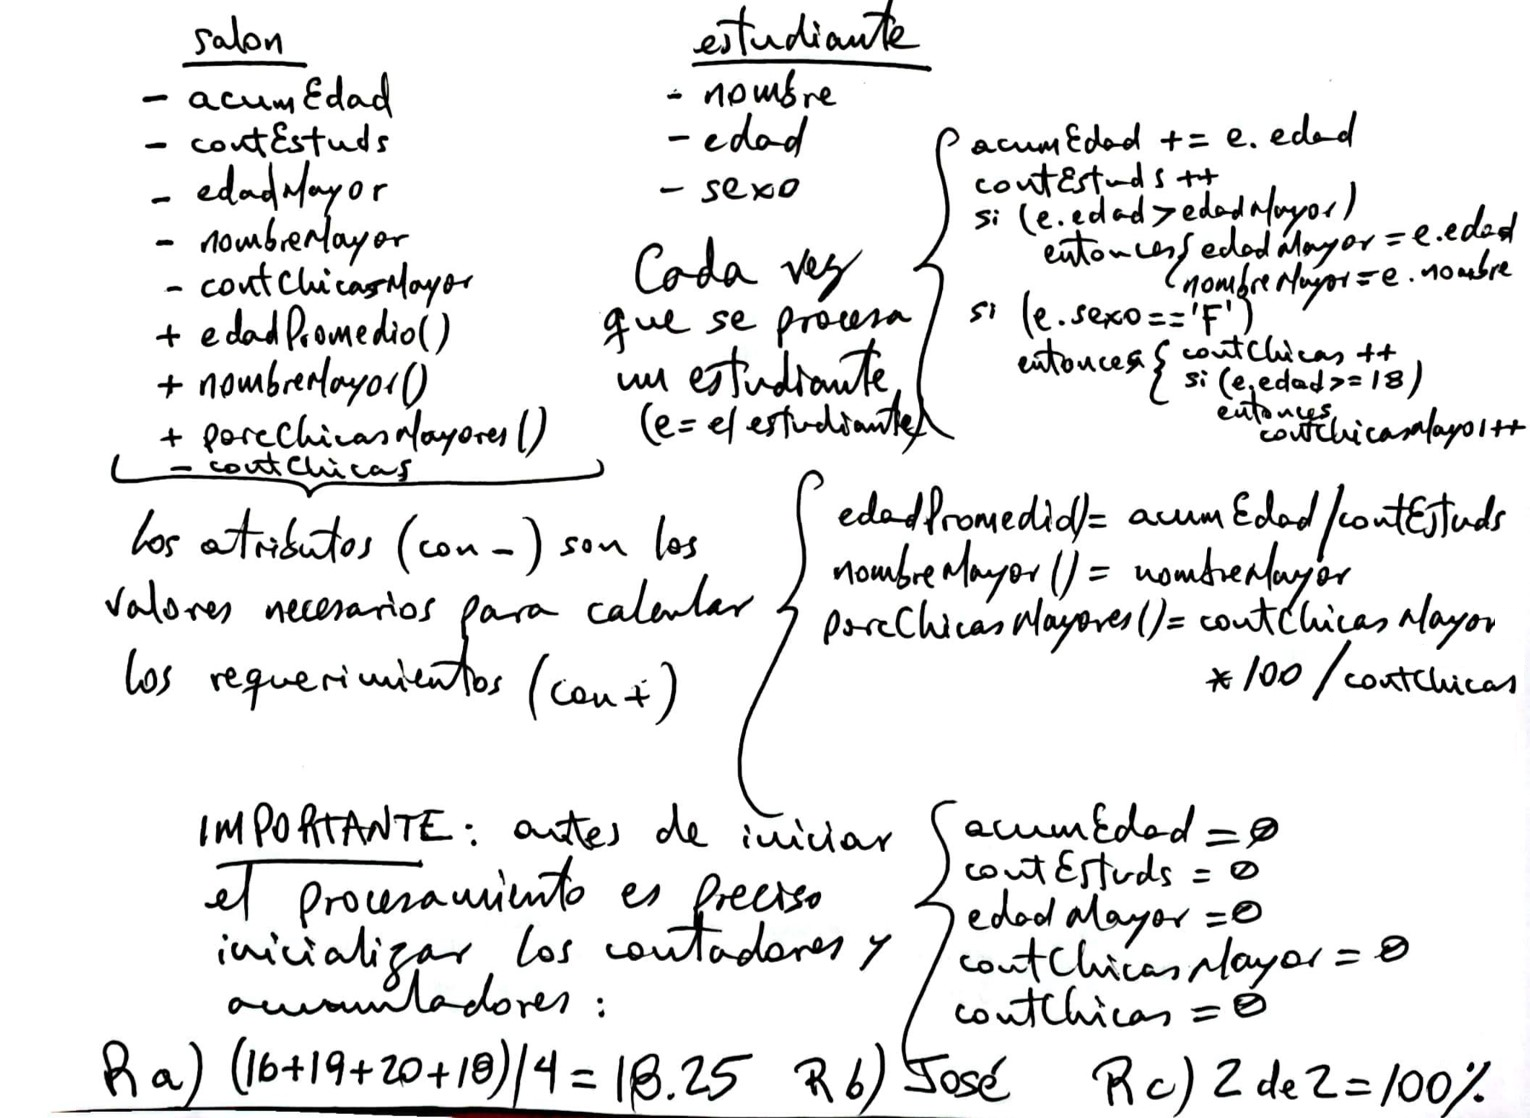 salon
- acumEdad
- contEstuds
- edadMayor
- nombreMayor
- contChicasMayor
+ edadPromedio()
+ nombreMayor()
+ porcChicasMayores()
- contChicas
Los atributos (con -) son los
valores necesarios para calcular
los requerimientos (con +)
estudiante
- nombre
- edad
- sexo
Cada vez
que se procesa
un estudiante
(e = el estudiante)
acumEdad += e.edad
contEstuds ++
si (e.edad > edadMayor)
entonces { edadMayor = e.edad
nombreMayor = e.nombre
si (e.sexo == 'F')
entonces { contChicas ++
si (e.edad >= 18)
entonces
contChicasMayor++
edadPromedio() = acumEdad / contEstuds
nombreMayor() = nombreMayor
porcChicasMayores() = contChicasMayor
* 100 / contChicas
IMPORTANTE: antes de iniciar
el procesamiento es preciso
inicializar los contadores y
acumuladores:
acumEdad = 0
contEstuds = 0
edadMayor = 0
contChicasMayor = 0
contChicas = 0
R a) (16+19+20+18)/4 = 18.25 R b) José R c) 2 de 2 = 100%